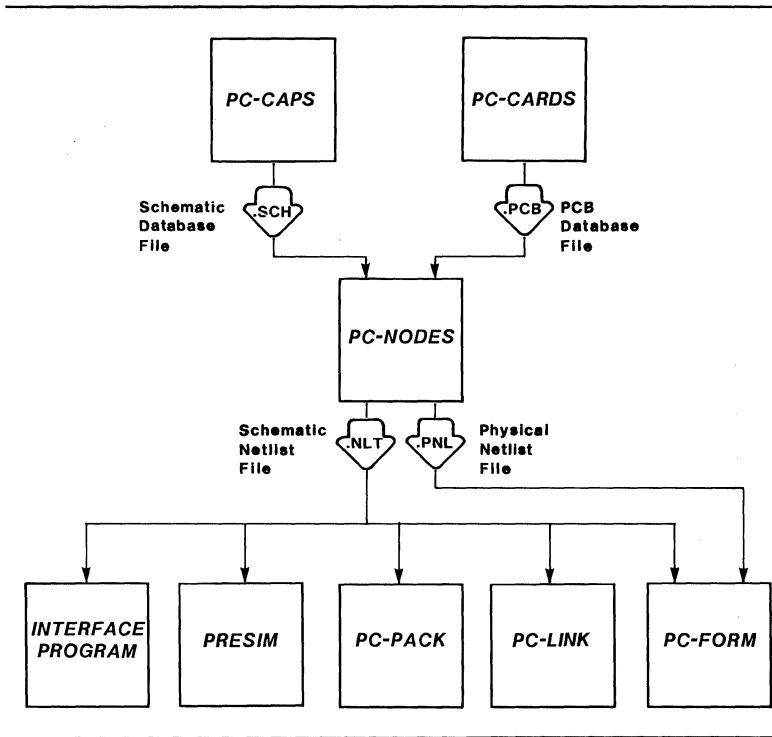 PC-CAPS
PC-CARDS
Schematic
Database
File
.SCH
.PCB
PCB
Database
File
PC-NODES
Schematic
Netlist
File
.NLT
.PNL
Physical
Netlist
File
INTERFACE
PROGRAM
PRESIM
PC-PACK
PC-LINK
PC-FORM